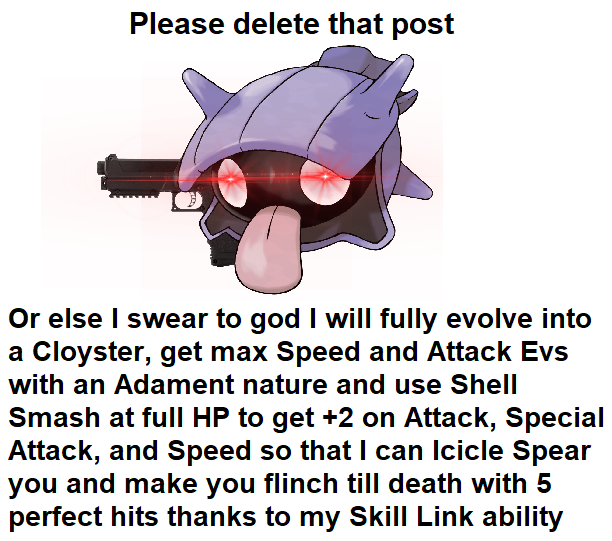 Please delete that post
Or else I swear to god I will fully evolve into
a Cloyster, get max Speed and Attack Evs
with an Adament nature and use Shell
Smash at full HP to get +2 on Attack, Special
Attack, and Speed so that I can Icicle Spear
you and make you flinch till death with 5
perfect hits thanks to my Skill Link ability